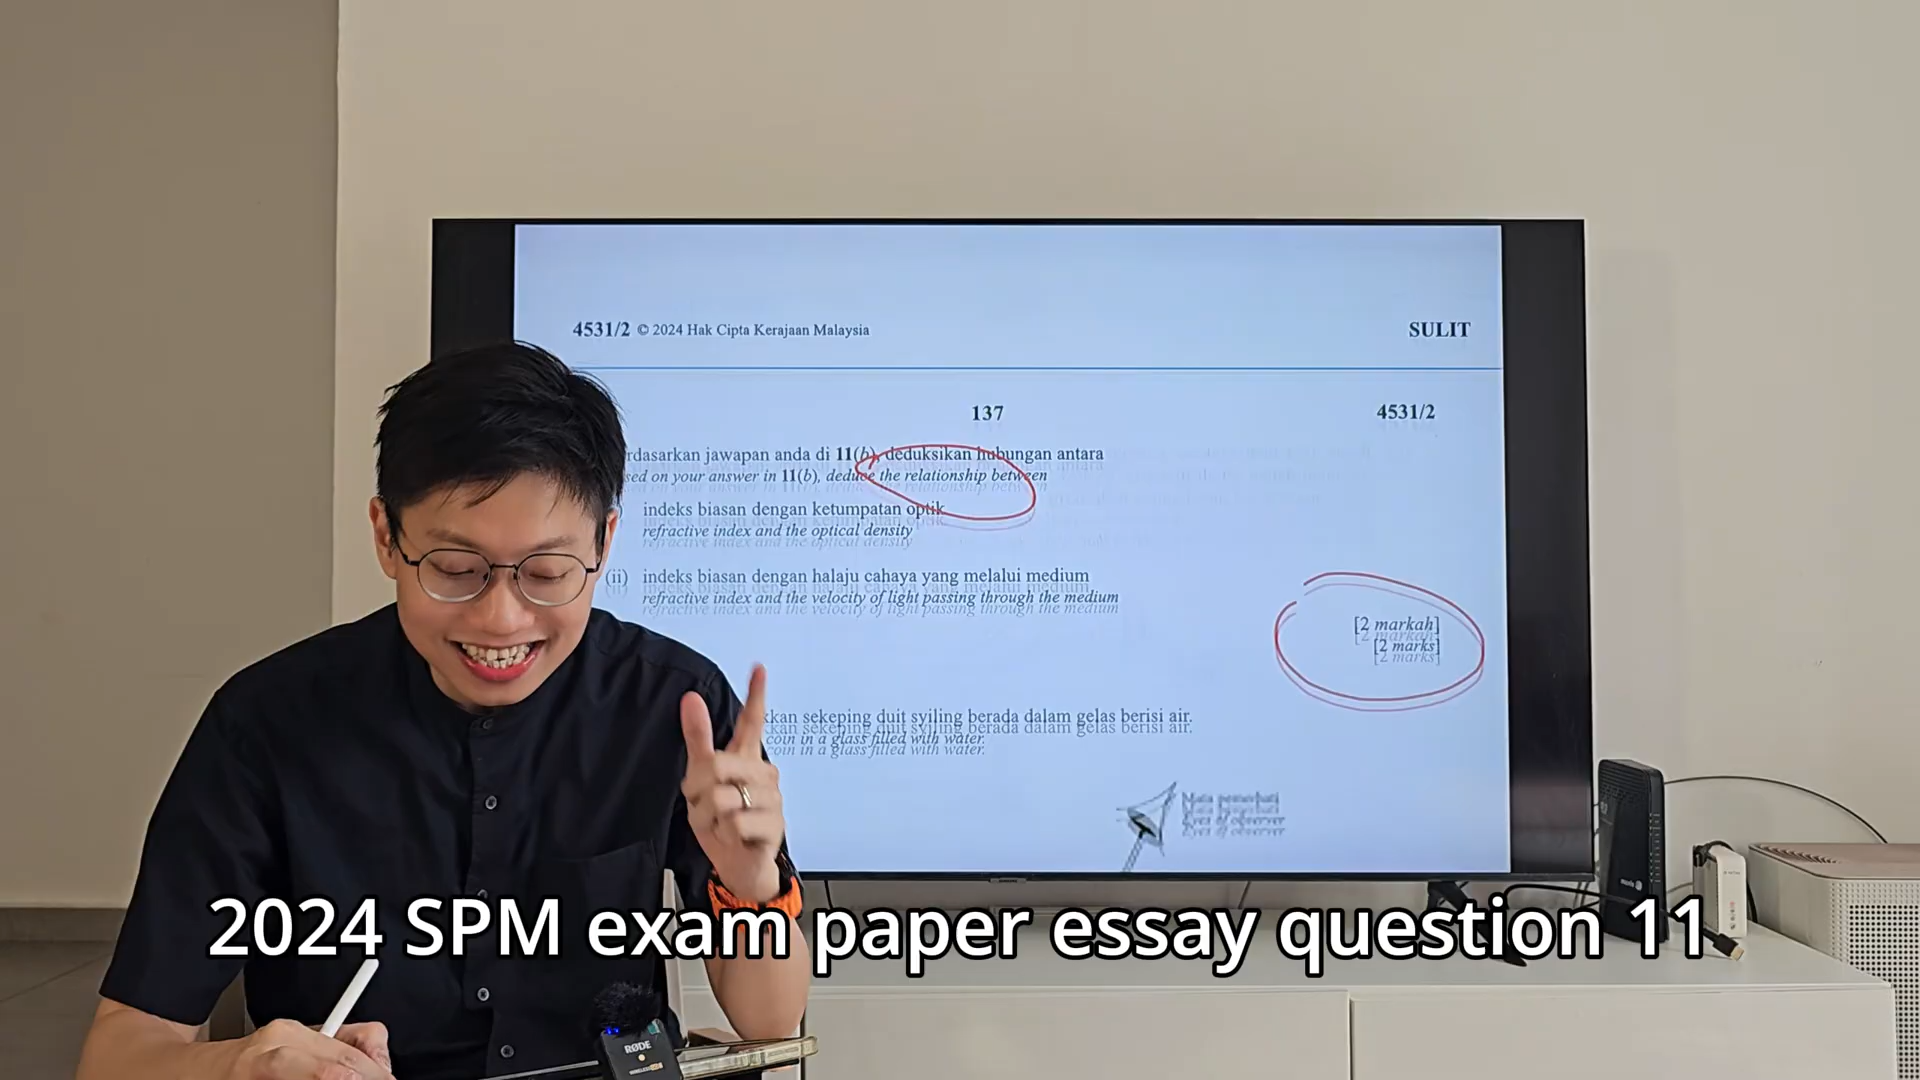 4531/2 © 2024 Hak Cipta Kerajaan Malaysia
SULIT
137
4531/2
rdasarkan jawapan anda di 11(b), deduksikan hubungan antara
sed on your answer in 11(b), deduce the relationship between
indeks biasan dengan ketumpatan optik
refractive index and the optical density
(ii) indeks biasan dengan halaju cahaya yang melalui medium
refractive index and the velocity of light passing through the medium
[2 markah]
[2 marks]
kkan sekeping duit syiling berada dalam gelas berisi air.
coin in a glass filled with water.
Mata pemerhati
Eyes of observer
2024 SPM exam paper essay question 11
RØDE